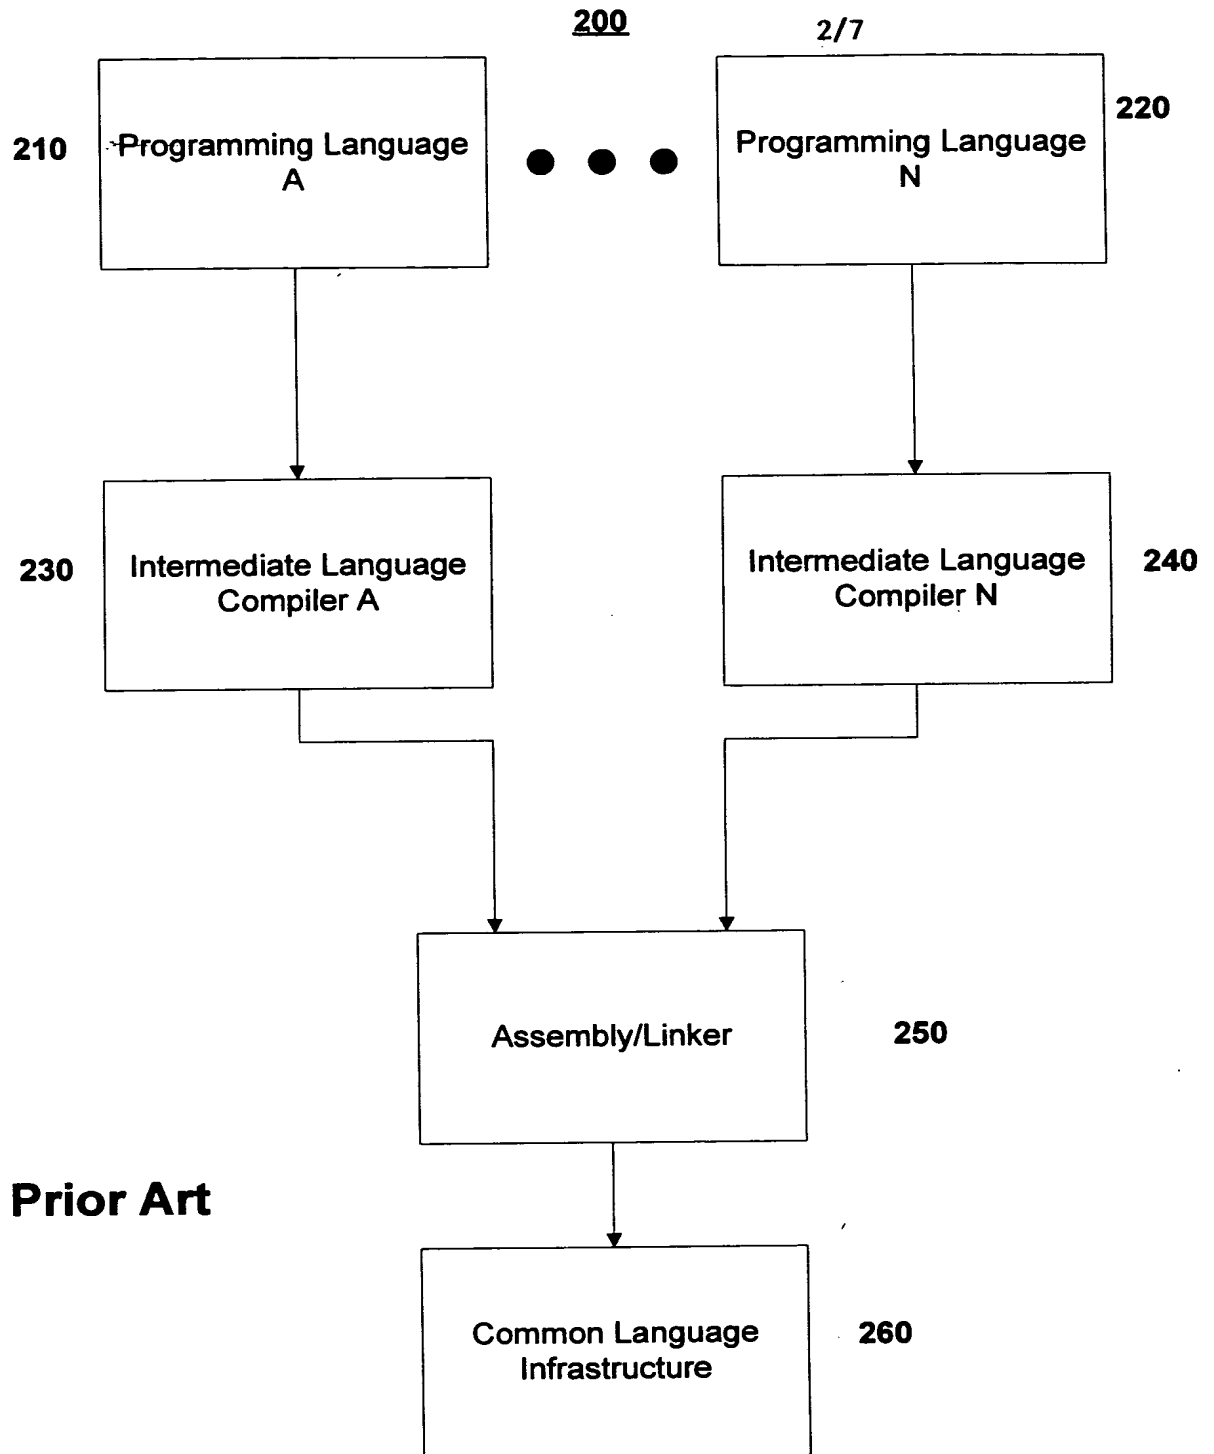 200
2/7
210
Programming Language
A
Programming Language
N
220
230
Intermediate Language
Compiler A
Intermediate Language
Compiler N
240
Assembly/Linker
250
Prior Art
Common Language
Infrastructure
260